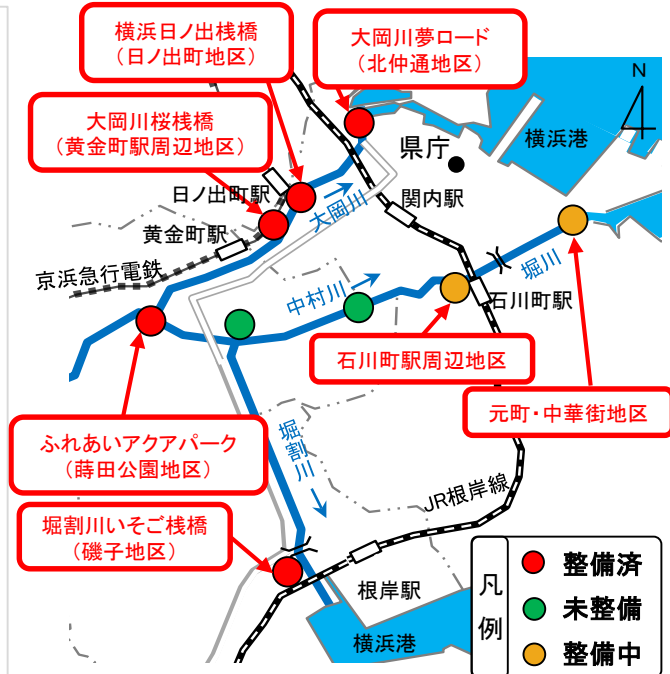 横浜日ノ出桟橋
（日ノ出町地区）
大岡川夢ロード
（北仲通地区）
大岡川桜桟橋
（黄金町駅周辺地区）
N
横浜港
県庁
日ノ出町駅
関内駅
大岡川
黄金町駅
京浜急行電鉄
堀川
中村川
石川町駅
石川町駅周辺地区
元町・中華街地区
ふれあいアクアパーク
（蒔田公園地区）
堀割川
JR根岸線
堀割川いそご桟橋
（磯子地区）
根岸駅
横浜港
凡例
整備済
未整備
整備中